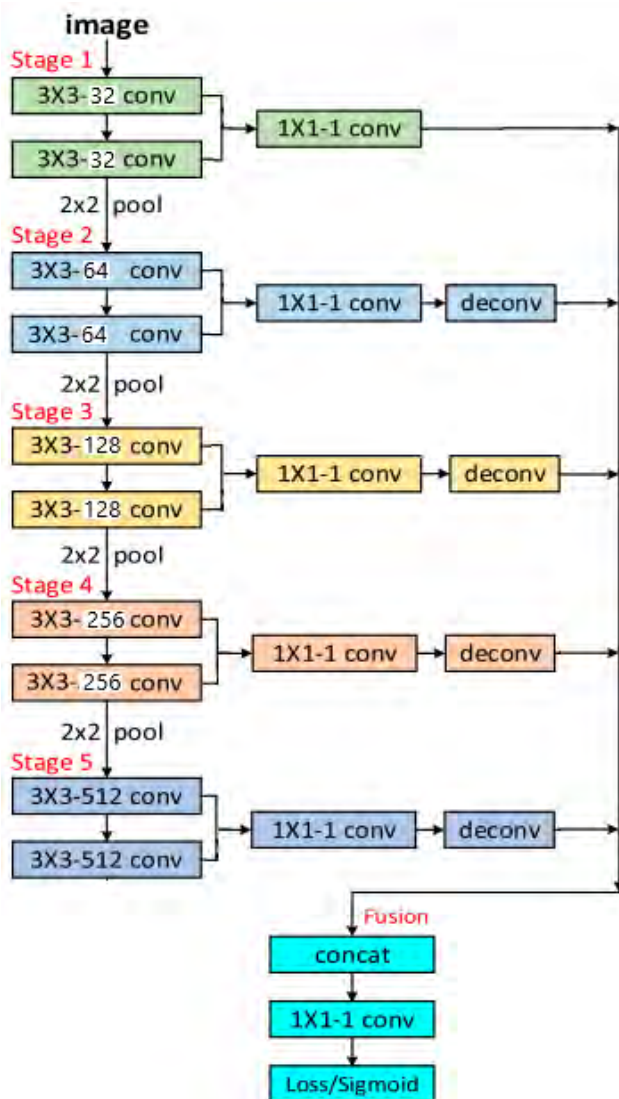 image
Stage 1
3X3-32 conv
1X1-1 conv
3X3-32 conv
2x2 pool
Stage 2
3X3-64 conv
1X1-1 conv
deconv
3X3-64 conv
2x2 pool
Stage 3
3X3-128 conv
1X1-1 conv
deconv
3X3-128 conv
2x2 pool
Stage 4
3X3-256 conv
1X1-1 conv
deconv
3X3-256 conv
2x2 pool
Stage 5
3X3-512 conv
1X1-1 conv
deconv
3X3-512 conv
Fusion
concat
1X1-1 conv
Loss/Sigmoid